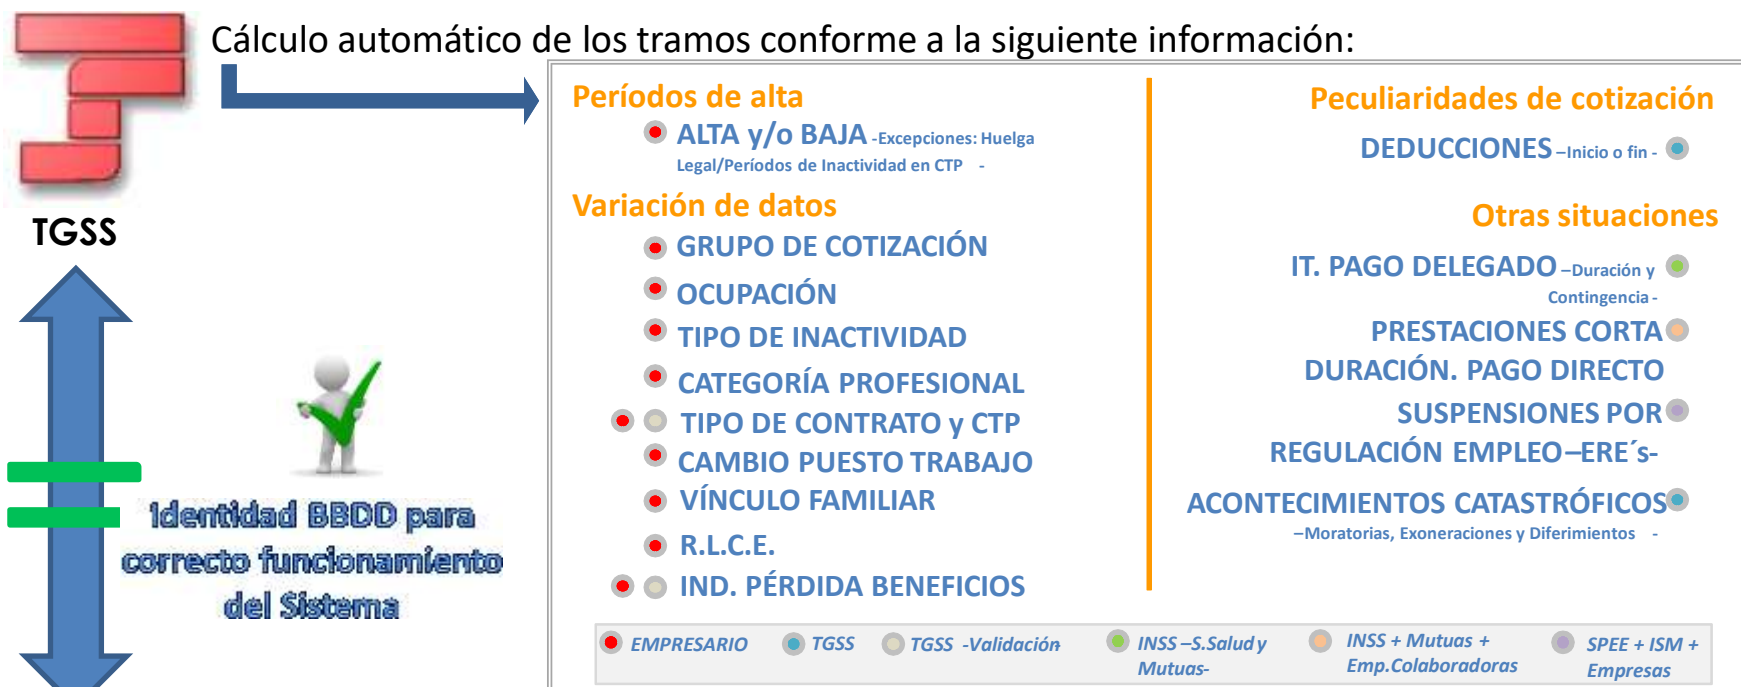 Cálculo automático de los tramos conforme a la siguiente información:
TGSS
Identidad BBDD para
correcto funcionamiento
del Sistema
Períodos de alta
ALTA y/o BAJA -Excepciones: Huelga
Legal/Períodos de Inactividad en CTP -
Variación de datos
GRUPO DE COTIZACIÓN
OCUPACIÓN
TIPO DE INACTIVIDAD
CATEGORÍA PROFESIONAL
TIPO DE CONTRATO y CTP
CAMBIO PUESTO TRABAJO
VÍNCULO FAMILIAR
R.L.C.E.
IND. PÉRDIDA BENEFICIOS
Peculiaridades de cotización
DEDUCCIONES –Inicio o fin -
Otras situaciones
IT. PAGO DELEGADO –Duración y
Contingencia -
PRESTACIONES CORTA
DURACIÓN. PAGO DIRECTO
SUSPENSIONES POR
REGULACIÓN EMPLEO–ERE´s-
ACONTECIMIENTOS CATASTRÓFICOS
–Moratorias, Exoneraciones y Diferimientos -
EMPRESARIO
TGSS
TGSS -Validación-
INSS –S.Salud y
Mutuas-
INSS + Mutuas +
Emp.Colaboradoras
SPEE + ISM +
Empresas